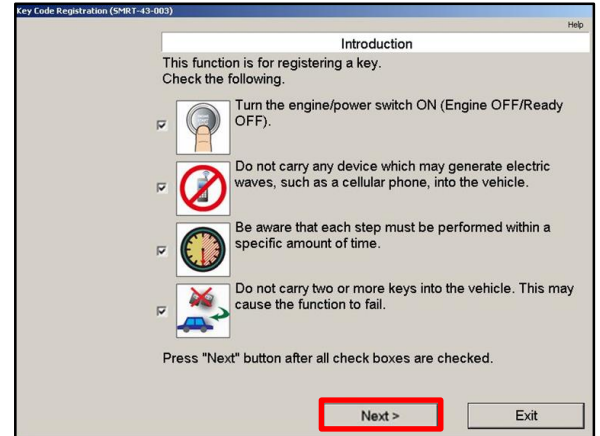 Key Code Registration (SMRT-43-003)
Help
Introduction
This function is for registering a key.
Check the following.
Turn the engine/power switch ON (Engine OFF/Ready
OFF).
Do not carry any device which may generate electric
waves, such as a cellular phone, into the vehicle.
Be aware that each step must be performed within a
specific amount of time.
Do not carry two or more keys into the vehicle. This may
cause the function to fail.
Press "Next" button after all check boxes are checked.
Next >
Exit